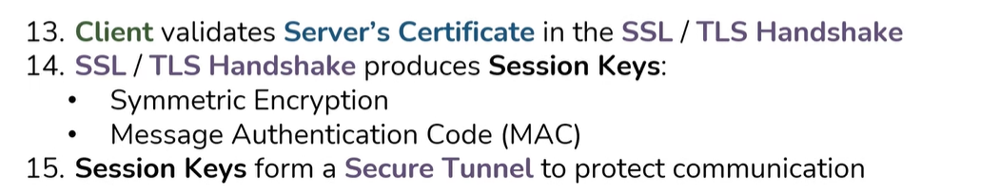 13. Client validates Server’s Certificate in the SSL / TLS Handshake
14. SSL / TLS Handshake produces Session Keys:
• Symmetric Encryption
• Message Authentication Code (MAC)
15. Session Keys form a Secure Tunnel to protect communication